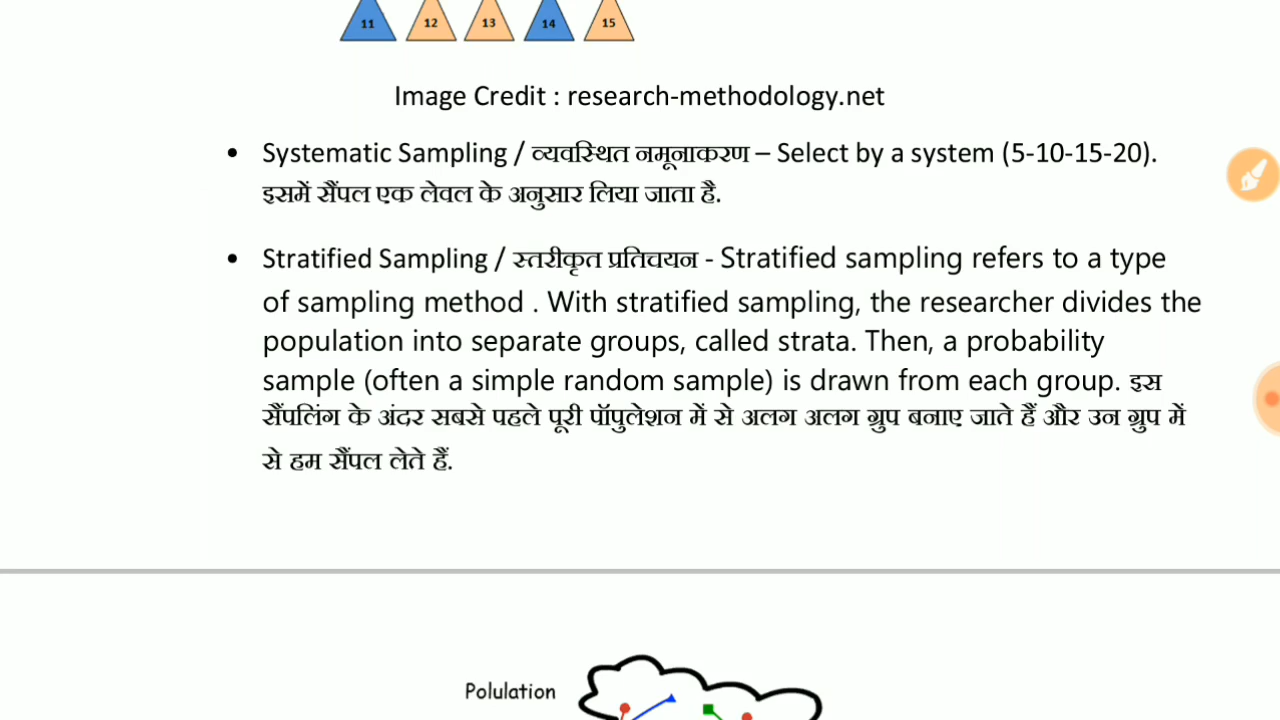 11 12 13 14 15
Image Credit : research-methodology.net
• Systematic Sampling / व्यवस्थित नमूनाकरण – Select by a system (5-10-15-20).
इसमें सैंपल एक लेवल के अनुसार लिया जाता है.
• Stratified Sampling / स्तरीकृत प्रतिचयन - Stratified sampling refers to a type
of sampling method . With stratified sampling, the researcher divides the
population into separate groups, called strata. Then, a probability
sample (often a simple random sample) is drawn from each group. इस
सैंपलिंग के अंदर सबसे पहले पूरी पॉपुलेशन में से अलग अलग ग्रुप बनाए जाते हैं और उन ग्रुप में
से हम सैंपल लेते हैं.
Polulation